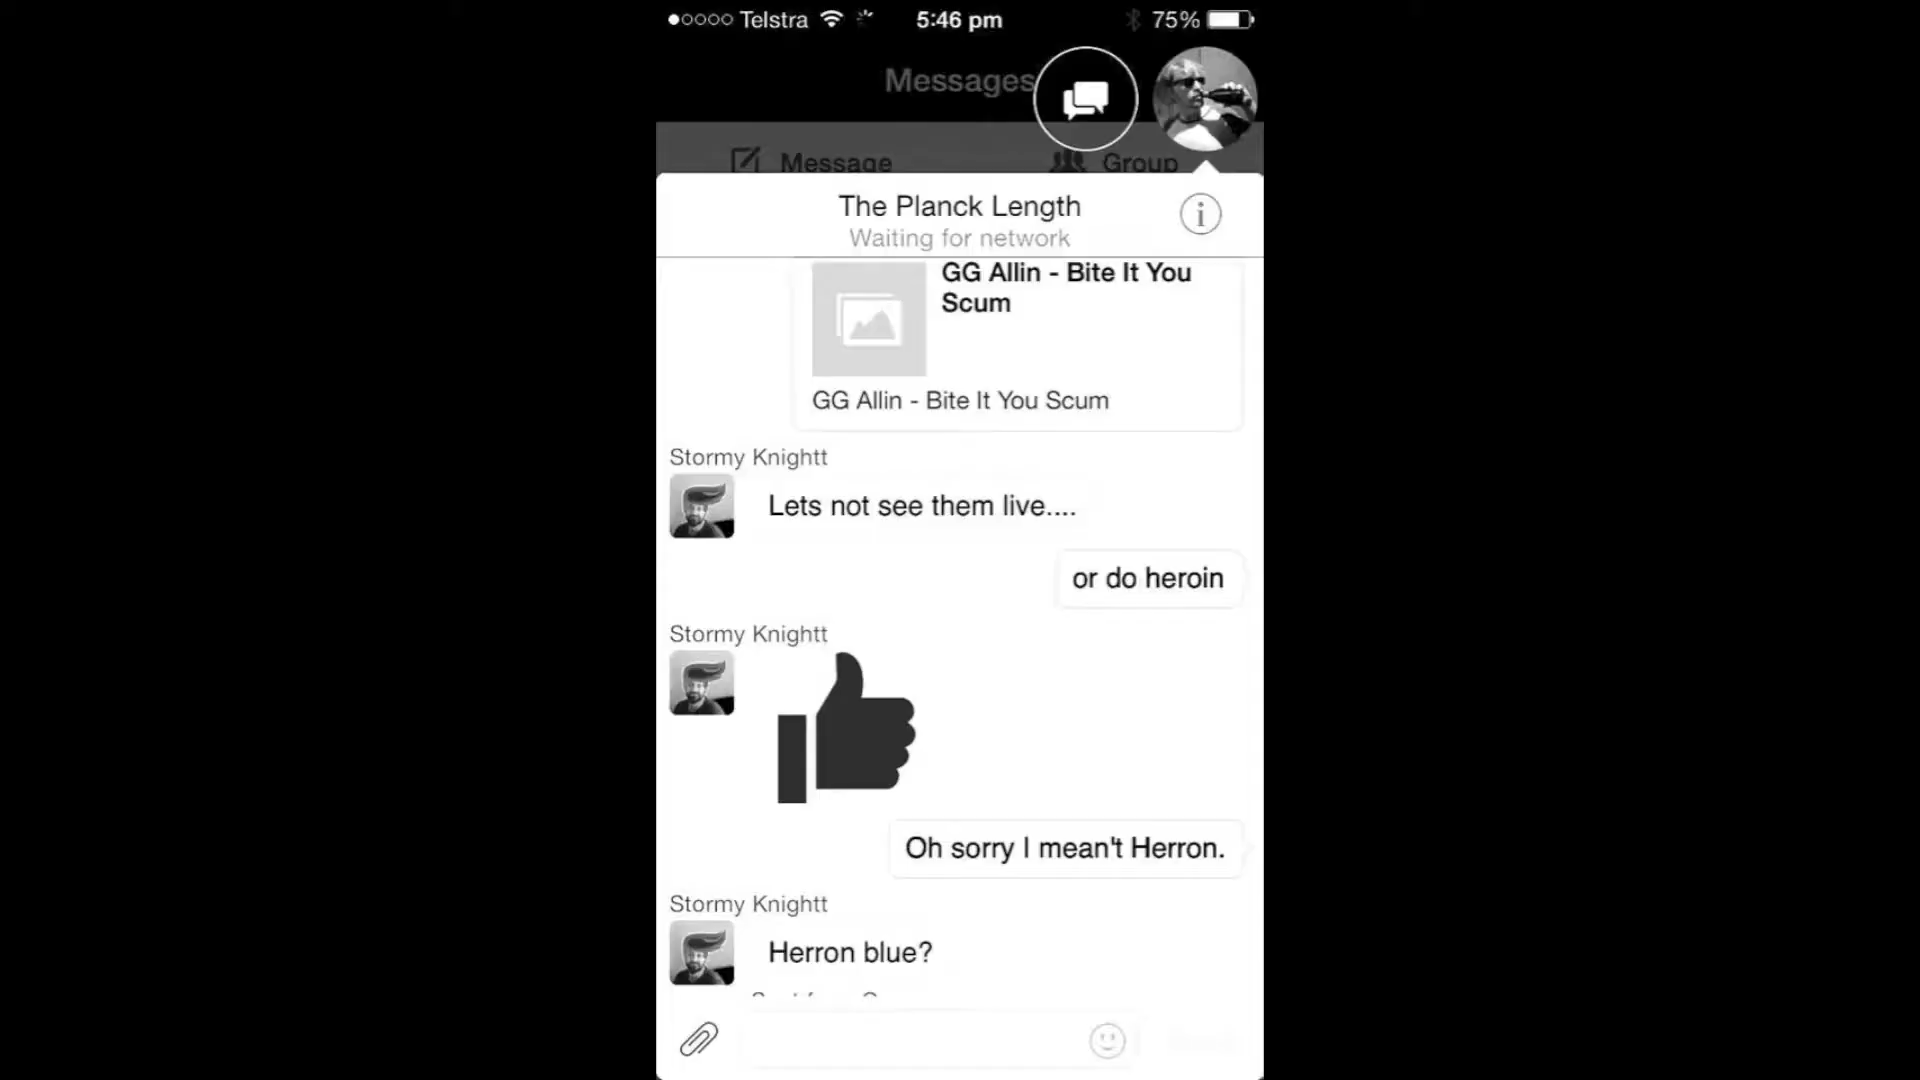 Telstra 5:46 pm 75%
Messages
Message Group
The Planck Length
Waiting for network
GG Allin - Bite It You
Scum
GG Allin - Bite It You Scum
Stormy Knightt
Lets not see them live....
or do heroin
Stormy Knightt
Oh sorry I mean't Herron.
Stormy Knightt
Herron blue?